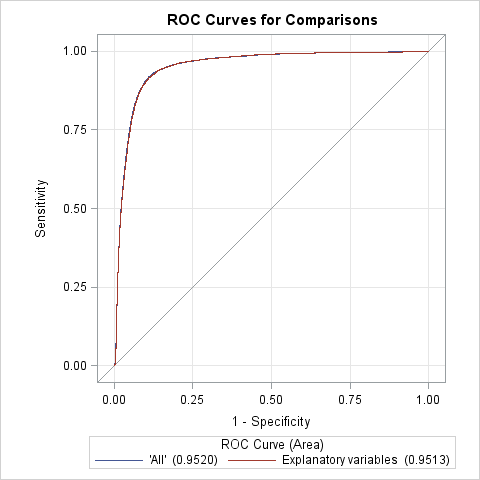 ROC Curves for Comparisons
1.00
0.75
0.50
0.25
0.00
Sensitivity
0.00 0.25 0.50 0.75 1.00
1 - Specificity
ROC Curve (Area)
'All' (0.9520) Explanatory variables (0.9513)